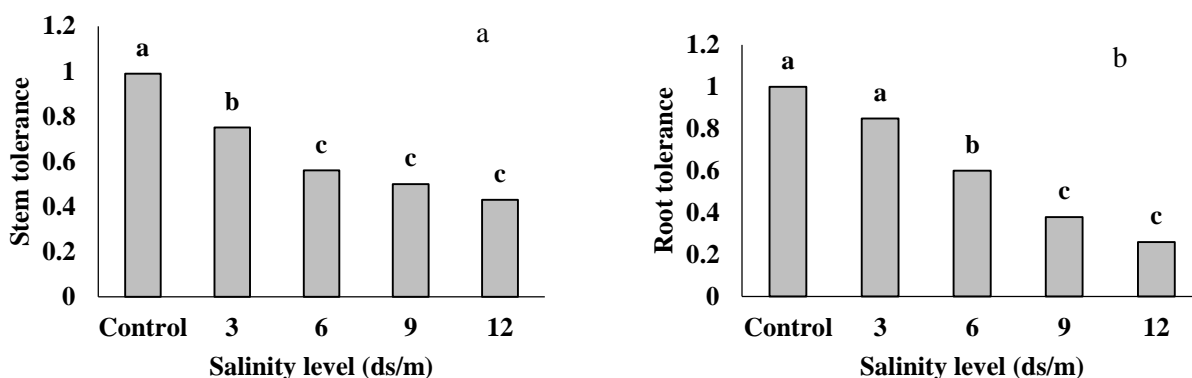 Stem tolerance
1.2
1
0.8
0.6
0.4
0.2
0
a
a
b
c
c
c
Control 3 6 9 12
Salinity level (ds/m)
Root tolerance
1.2
1
0.8
0.6
0.4
0.2
0
b
a
a
b
c
c
Control 3 6 9 12
Salinity level (ds/m)